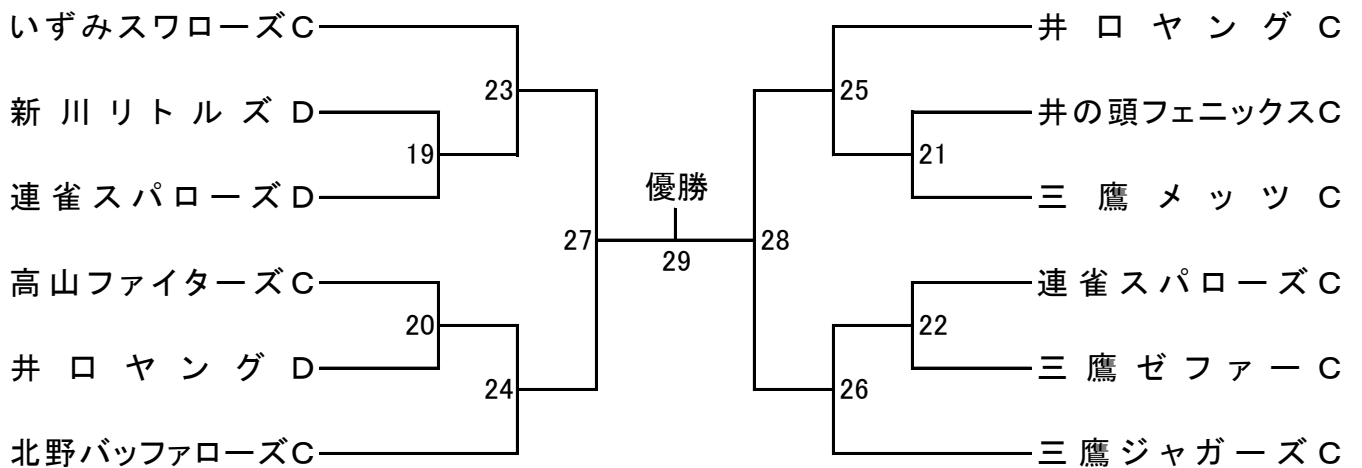 いずみスワローズC
新川リトルズD
連雀スパローズD
高山ファイターズC
井口ヤングD
北野バッファローズC
23
19
27
20
24
優勝
29
25
21
28
22
26
井口ヤングC
井の頭フェニックスC
三鷹メッツC
連雀スパローズC
三鷹ゼファーC
三鷹ジャガーズC